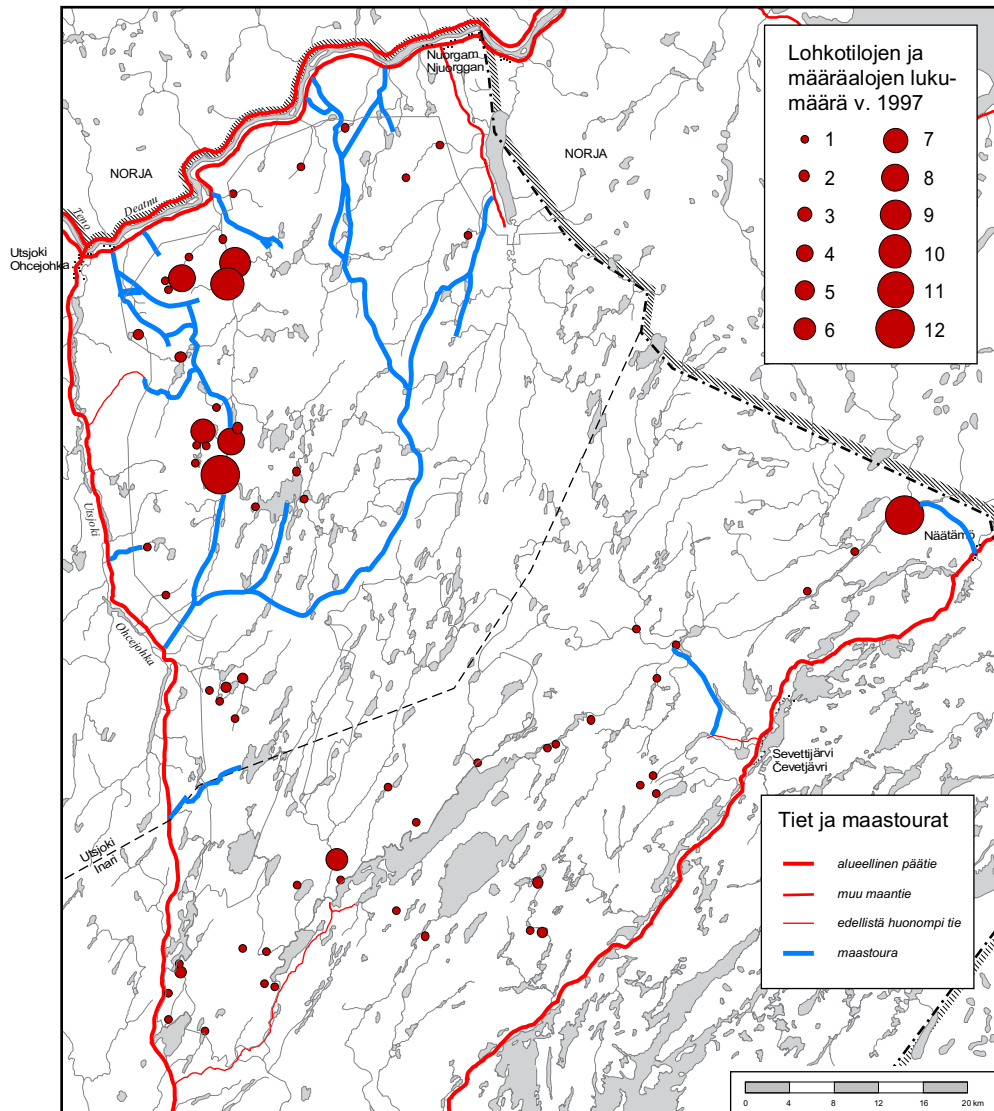 Nuorgam
Njuorggan
NORJA
NORJA
Teno
Deatnu
Utsjoki
Ohcejohka
Utsjoki
Ohcejohka
Utsjoki
Inari
Näätämö
Sevettijärvi
Čevetjävri
Lohkotilojen ja
määräalojen luku-
määrä v. 1997
1 7
2 8
3 9
4 10
5 11
6 12
Tiet ja maastourat
alueellinen päätie
muu maantie
edellistä huonompi tie
maastoura
0 4 8 12 16 20 km